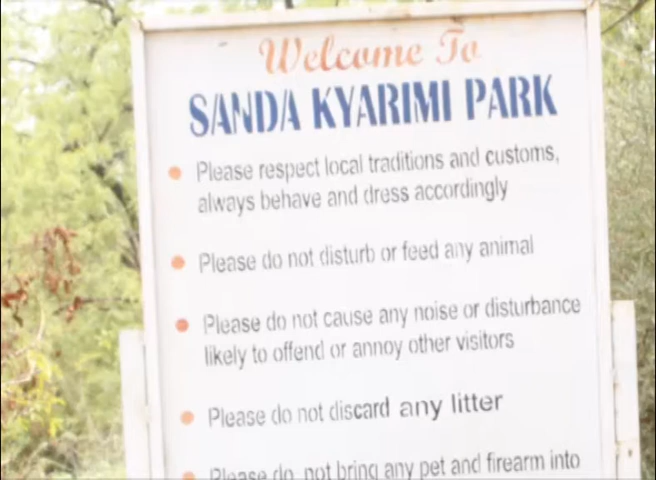 Welcome To
SANDA KYARIMI PARK
Please respect local traditions and customs,
always behave and dress accordingly
Please do not disturb or feed any animal
Please do not cause any noise or disturbance
likely to offend or annoy other visitors
Please do not discard any litter
Please do not bring any pet and firearm into